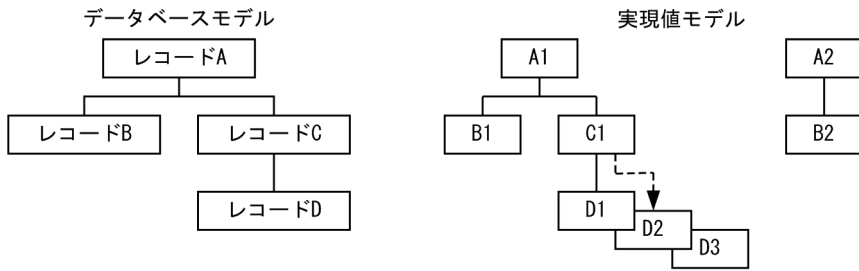 データベースモデル
実現値モデル
レコードA
A1
A2
レコードB
レコードC
B1
C1
B2
レコードD
D1
D2
D3